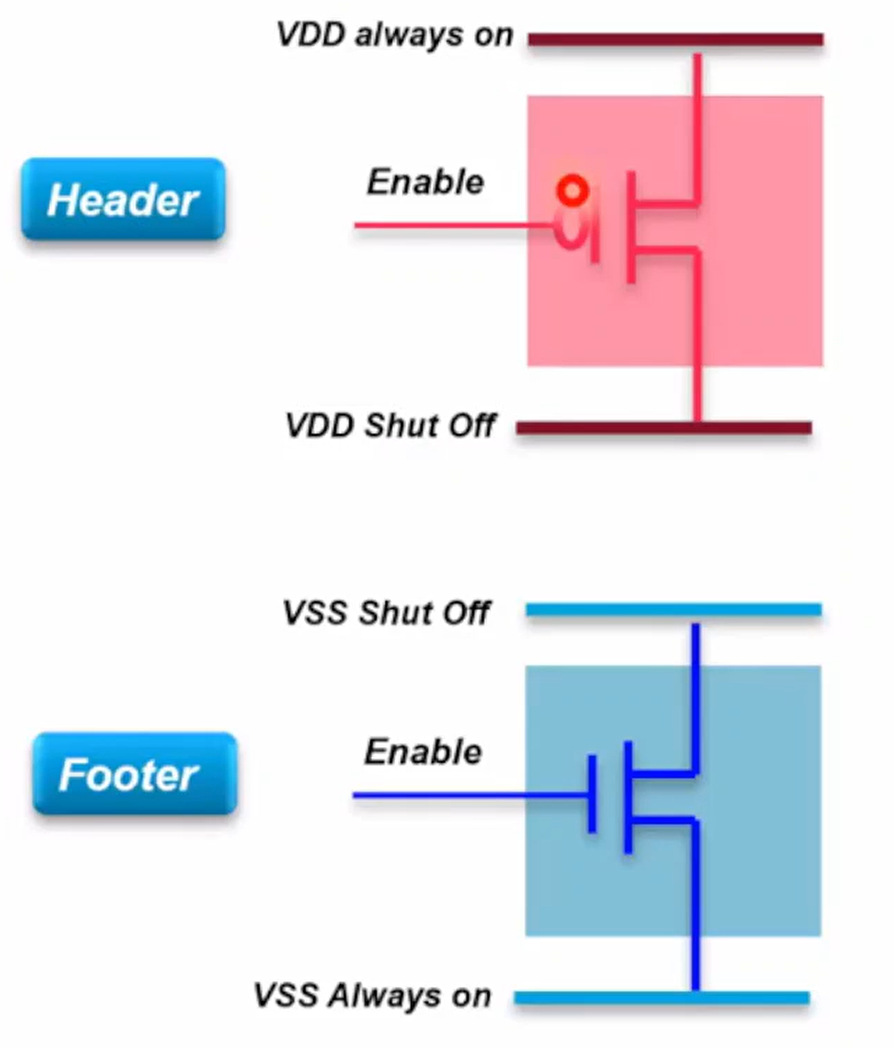 VDD always on
Enable
Header
VDD Shut Off
VSS Shut Off
Enable
Footer
VSS Always on